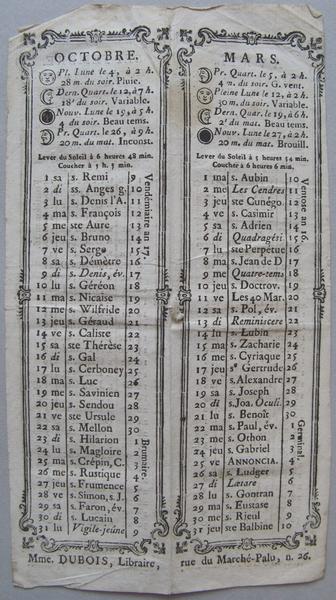 OCTOBRE.
Pl. Lune le 4, à 2 h.
28 m. du soir. Pluie.
Dern. Quart. le 12, à 7 h.
18' du soir. Variable.
Nouv. Lune le 19, à 5 h.
4 du soir. Beau tems.
Pr. Quart. le 26, à 9 h.
20 m. du mat. Inconst.
Lever du Soleil à 6 heures 48 min.
Coucher à 5 h. 7 min.
Vendémiaire an 17.
1 sa s. Remi 9
2 di ss. Anges g. 10
3 lu s. Denis l'A. 11
4 ma s. François 12
5 me ste Aure 13
6 jeu s. Bruno 14
7 ve s. Serge 15
8 sa s. Démètre 16
9 di s. Denis, év. 17
10 lu s. Géréon 18
11 ma s. Nicaise 19
12 me s. Wilfride 20
13 jeu s. Géraud 21
14 ve s. Caliste 22
15 sa ste Thérèse 23
16 di s. Gal 24
17 lu s. Cerboney 25
18 ma s. Luc 26
19 me s. Savinien 27
20 jeu s. Sendou 28
21 ve ste Ursule 29
22 sa s. Mellon 30
Brumaire.
23 di s. Hilarion 1
24 lu s. Magloire 2
25 ma s. Crépin, C. 3
26 me s. Rustique 4
27 jeu s. Frumence 5
28 ve s. Simon, s. J. 6
29 sa s. Faron, év. 7
30 di s. Lucain 8
31 lu Vigile-jeûne 9
MARS.
Pr. Quart. le 5, à 2 h.
4 m. du soir. G. vent.
Pleine Lune le 12, à 2 h.
30 m. du soir. Variable.
Dern. Quart. le 19, à 6 h.
2' du mat. Beau tems.
Nouv. Lune le 27, à 2 h.
20 m. du mat. Brouill.
Lever du Soleil à 5 heures 54 min.
Coucher à 6 heures 6 min.
Ventose an 16.
1 ma s. Aubin 10
2 me Les Cendres 11
3 jeu ste Cunégo. 12
4 ve s. Casimir 13
5 sa s. Adrien 14
6 di Quadragési 15
7 lu ste Perpétue 16
8 ma s. Jean de D 17
9 me Quatre-tems 18
10 jeu s. Doctrov. 19
11 ve Les 40 Mar. 20
12 sa s. Pol, év. 21
13 di Reminiscere 22
14 lu s. Lubin 23
15 ma s. Zacharie 24
16 me s. Cyriaque 25
17 jeu ste Gertrude 26
18 ve s. Alexandre 27
19 sa s. Joseph 28
20 di s. Joa. Oculi. 29
21 lu s. Benoît 30
Germinal.
22 ma s. Paul, év. 1
23 me s. Othon 2
24 jeu s. Gabriel 3
25 ve ANNONCIA. 4
26 sa s. Ludger 5
27 di Lætare 6
28 lu s. Gontran 7
29 ma s. Eustase 8
30 me s. Rieul 9
31 jeu ste Balbine 10
Mme. DUBOIS, Libraire, rue du Marché-Palu, n. 26.